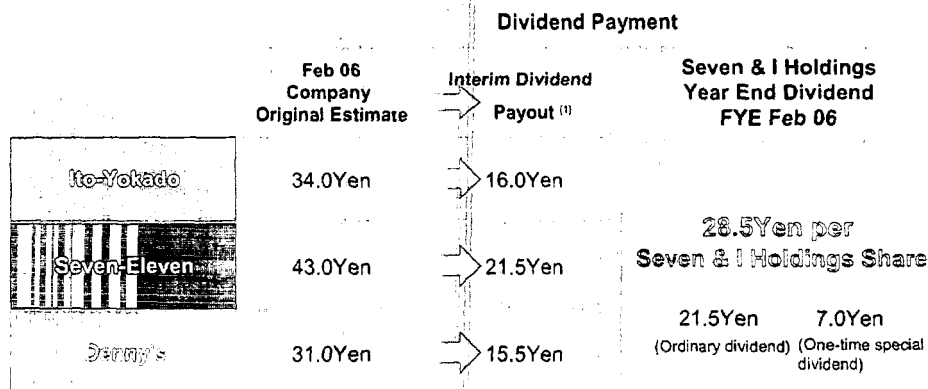 Dividend Payment
Feb 06
Company
Original Estimate
Interim Dividend
Payout (1)
Seven & I Holdings
Year End Dividend
FYE Feb 06
Ito-Yokado
34.0Yen
16.0Yen
Seven-Eleven
43.0Yen
21.5Yen
28.5Yen per
Seven & I Holdings Share
Denny's
31.0Yen
15.5Yen
21.5Yen
(Ordinary dividend)
7.0Yen
(One-time special
dividend)